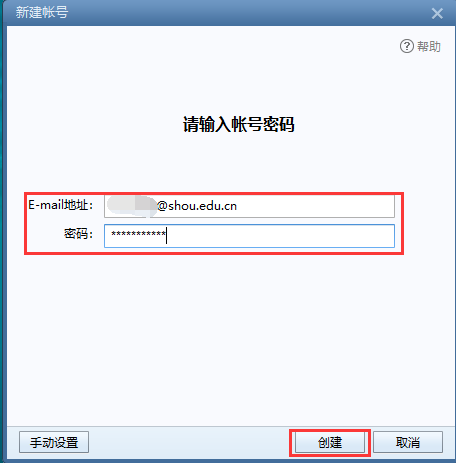 新建帐号
帮助
请输入帐号密码
E-mail地址: @shou.edu.cn
密码: ***********
手动设置 创建 取消